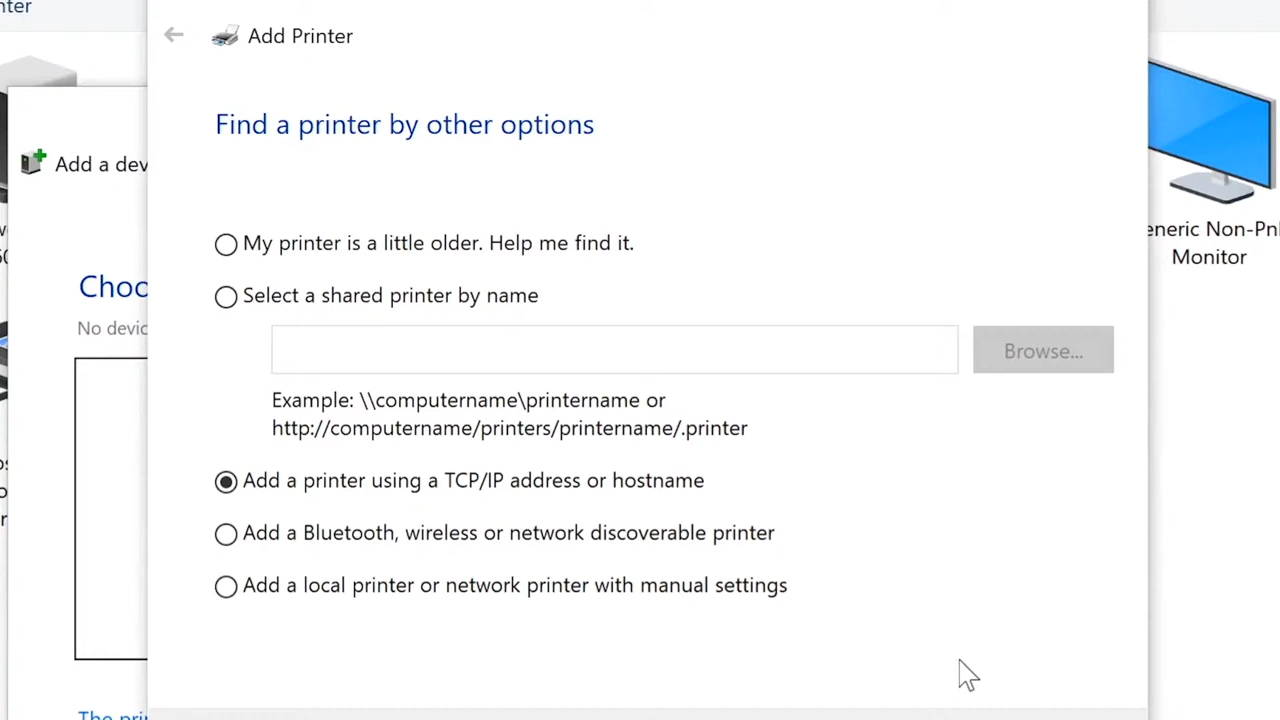 Add Printer
Find a printer by other options
Add a
My printer is a little older. Help me find it.
Select a shared printer by name
Browse...
Example: \\computername\printername or
http://computername/printers/printername/.printer
Add a printer using a TCP/IP address or hostname
Add a Bluetooth, wireless or network discoverable printer
Add a local printer or network printer with manual settings
No
Monitor